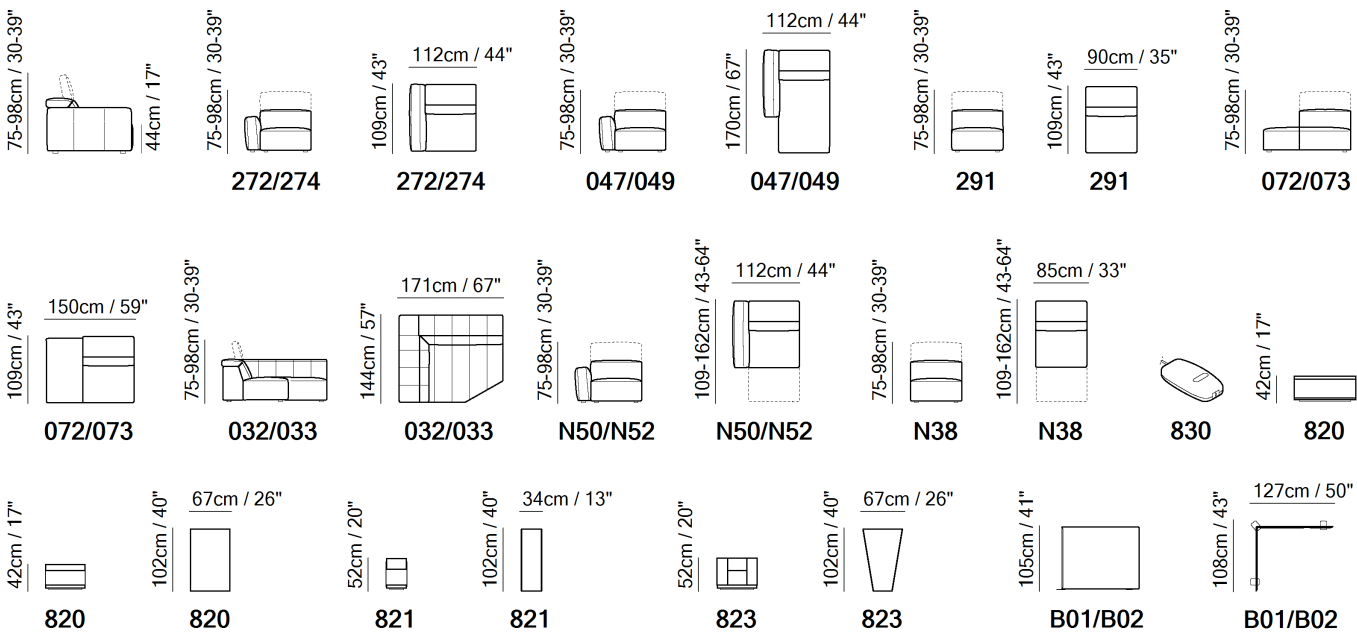 75-98cm / 30-39"
44cm / 17"
75-98cm / 30-39"
272/274
109cm / 43"
112cm / 44"
272/274
75-98cm / 30-39"
047/049
170cm / 67"
112cm / 44"
047/049
75-98cm / 30-39"
291
109cm / 43"
90cm / 35"
291
75-98cm / 30-39"
072/073
109cm / 43"
150cm / 59"
072/073
75-98cm / 30-39"
032/033
144cm / 57"
171cm / 67"
032/033
75-98cm / 30-39"
N50/N52
109-162cm / 43-64"
112cm / 44"
N50/N52
75-98cm / 30-39"
N38
109-162cm / 43-64"
85cm / 33"
N38
830
42cm / 17"
820
42cm / 17"
820
102cm / 40"
67cm / 26"
820
52cm / 20"
821
102cm / 40"
34cm / 13"
821
52cm / 20"
823
102cm / 40"
67cm / 26"
823
105cm / 41"
B01/B02
108cm / 43"
127cm / 50"
B01/B02